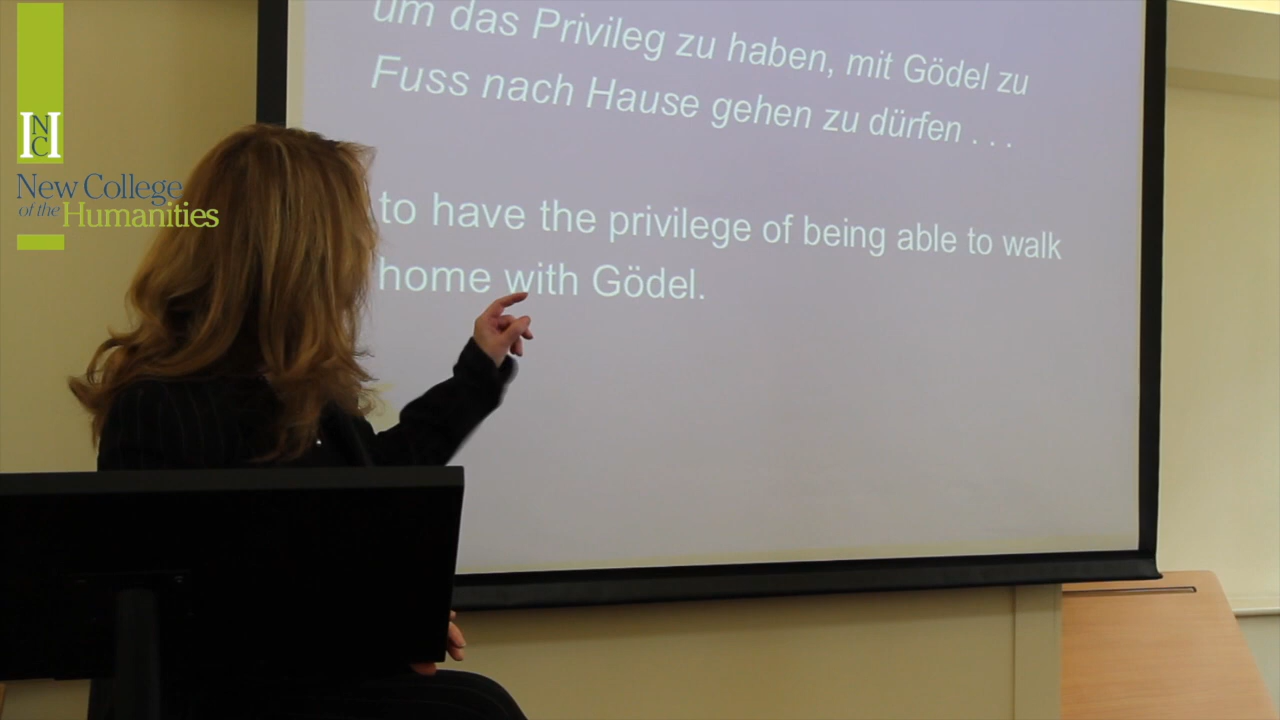 NCH
New College
of the Humanities
um das Privileg zu haben, mit Gödel zu
Fuss nach Hause gehen zu dürfen . . .
to have the privilege of being able to walk
home with Gödel.